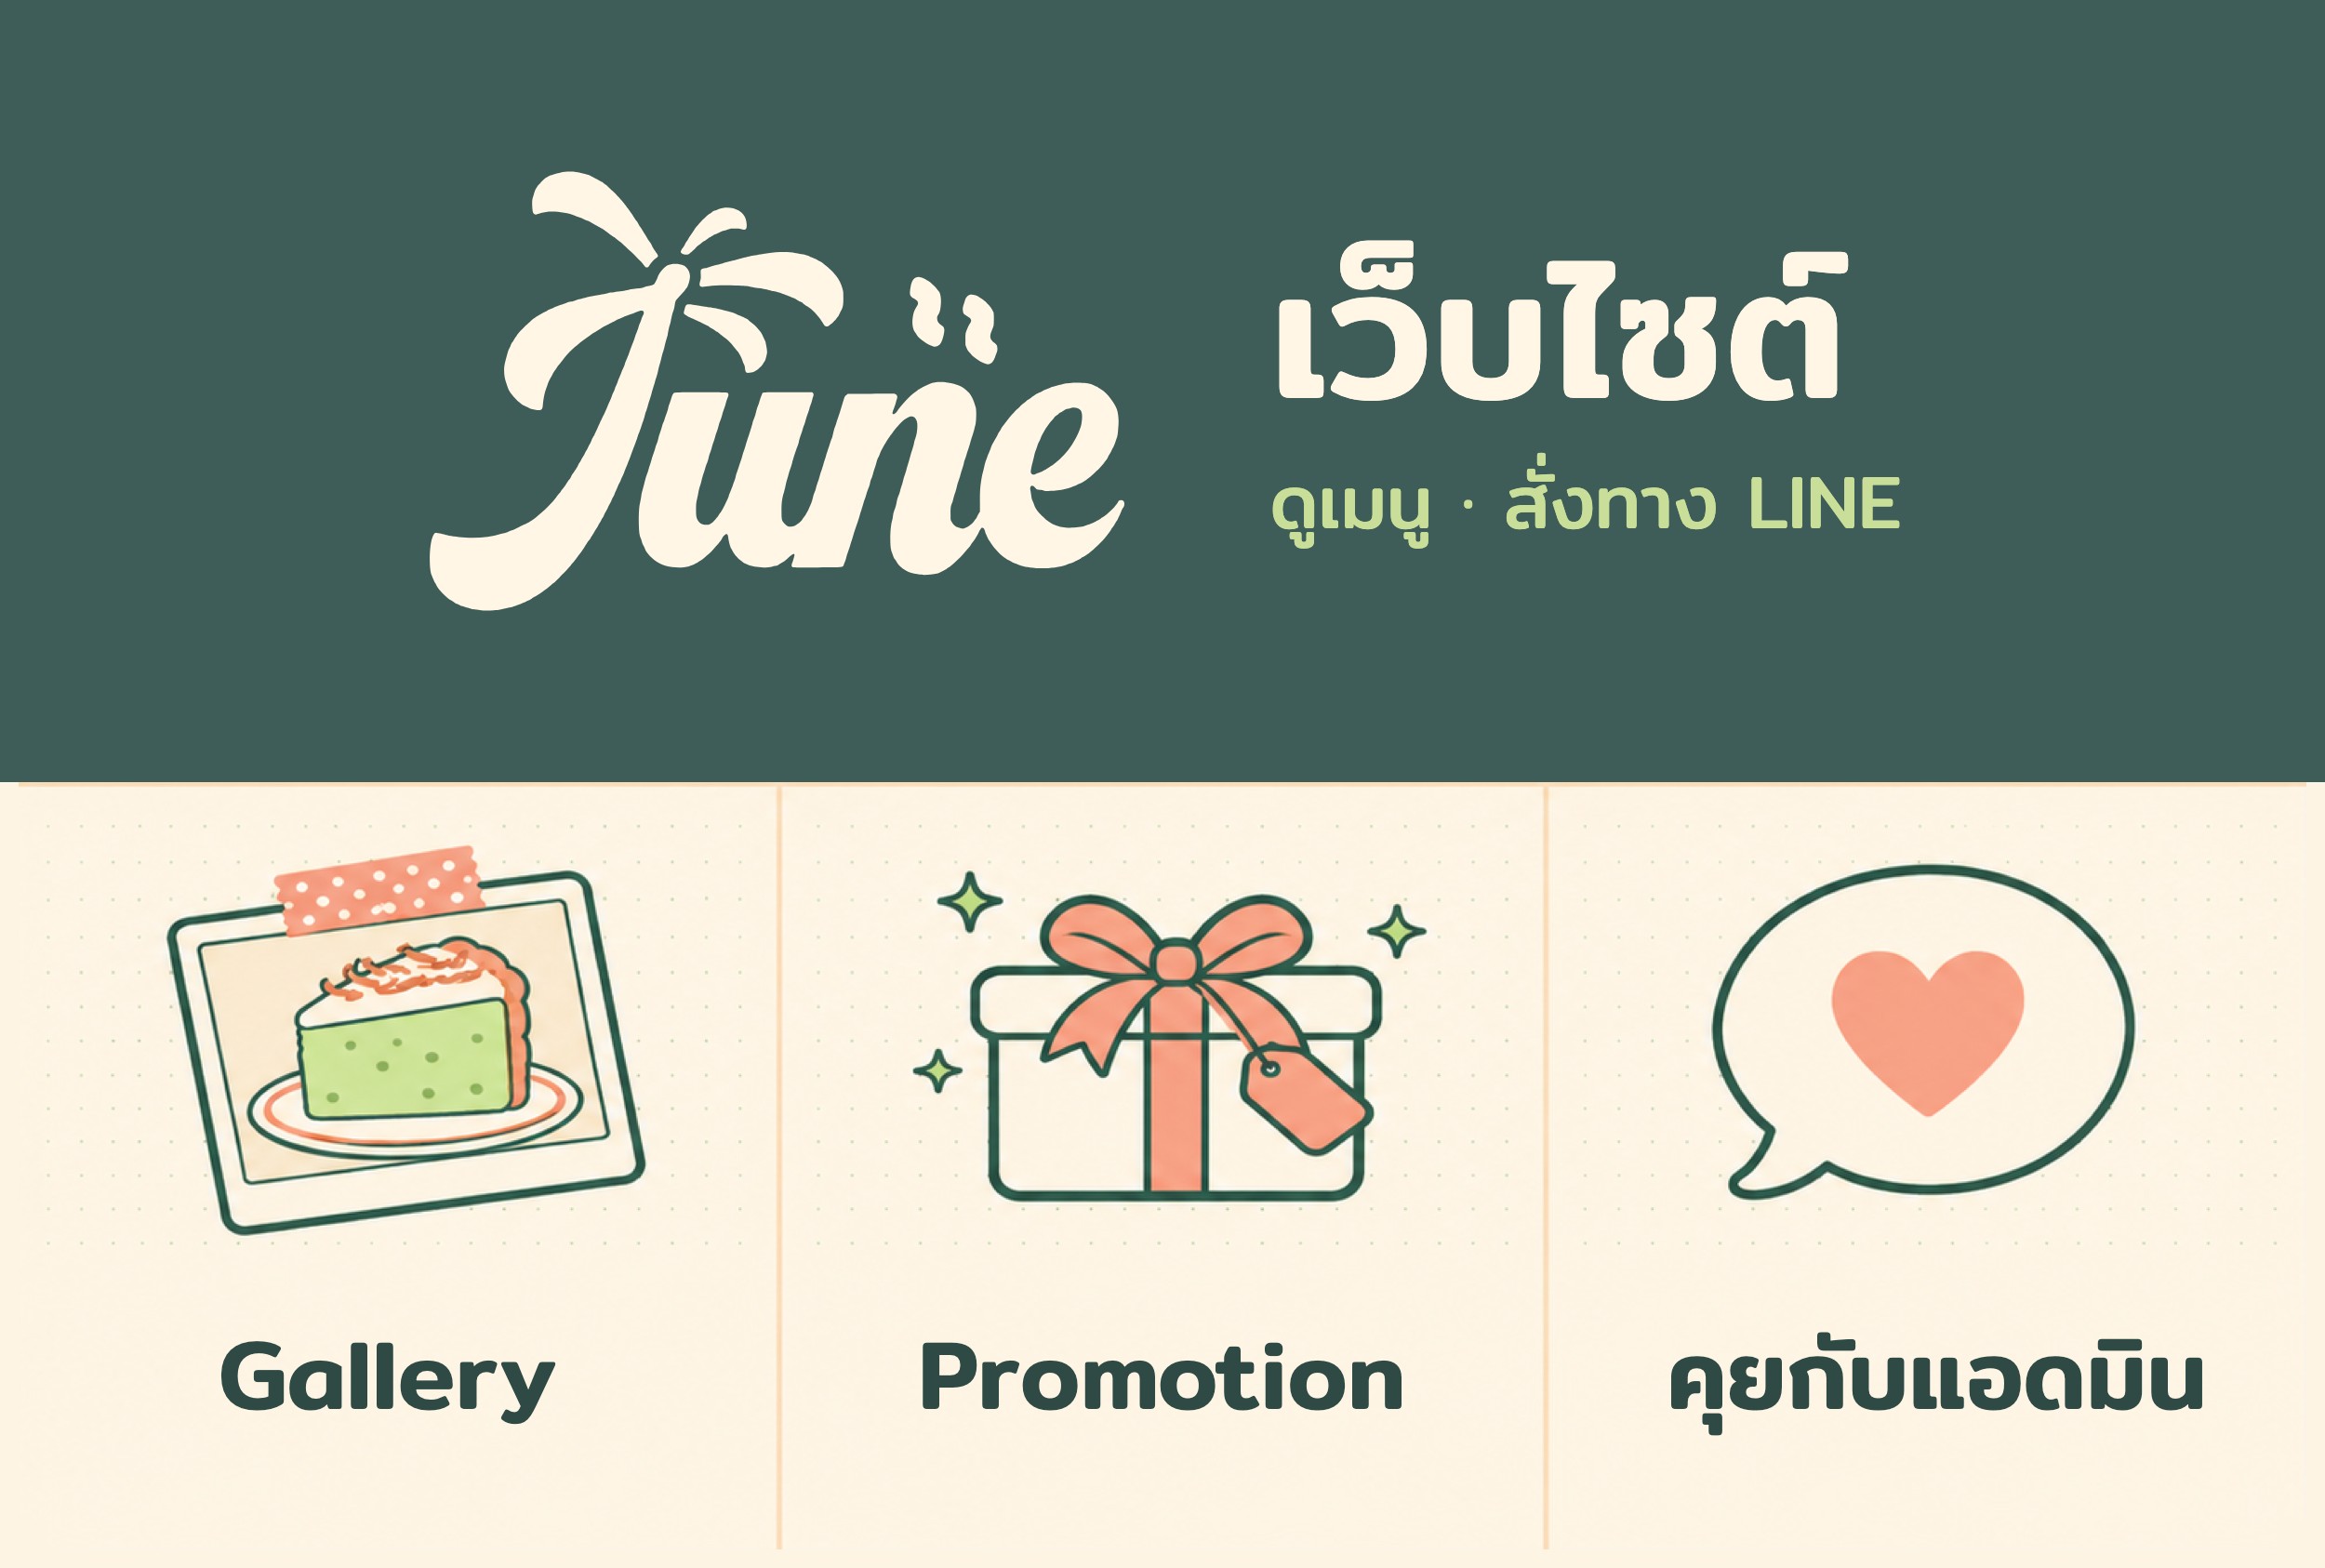 June
เว็บไซต์
ดูเมนู · สั่งทาง LINE
Gallery
Promotion
คุยกับแอดมิน